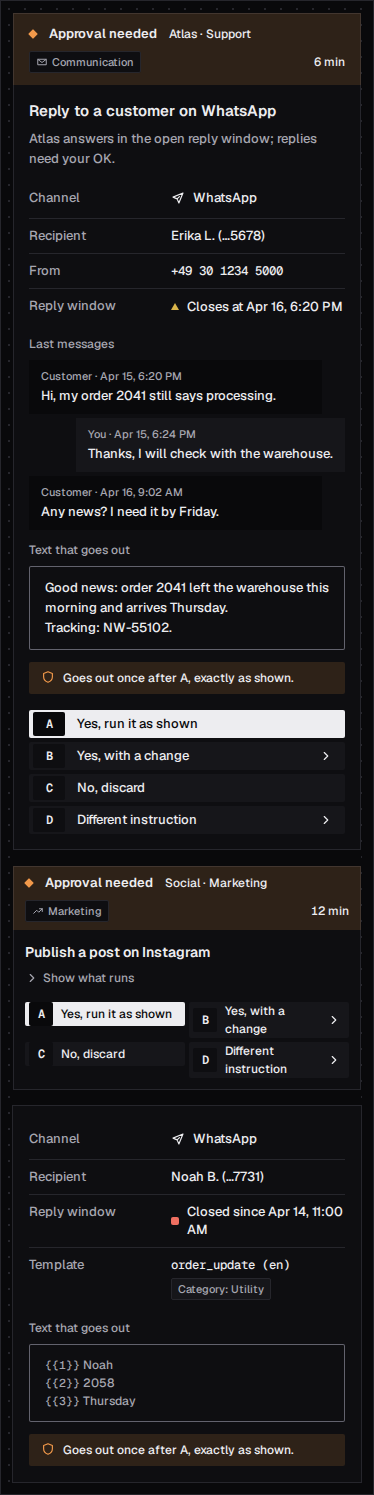 Approval needed Atlas · Support
Communication 6 min
Reply to a customer on WhatsApp
Atlas answers in the open reply window; replies
need your OK.
Channel WhatsApp
Recipient Erika L. (…5678)
From +49 30 1234 5000
Reply window Closes at Apr 16, 6:20 PM
Last messages
Customer · Apr 15, 6:20 PM
Hi, my order 2041 still says processing.
You · Apr 15, 6:24 PM
Thanks, I will check with the warehouse.
Customer · Apr 16, 9:02 AM
Any news? I need it by Friday.
Text that goes out
Good news: order 2041 left the warehouse this
morning and arrives Thursday.
Tracking: NW-55102.
Goes out once after A, exactly as shown.
A Yes, run it as shown
B Yes, with a change
C No, discard
D Different instruction
Approval needed Social · Marketing
Marketing 12 min
Publish a post on Instagram
Show what runs
A Yes, run it as shown
B Yes, with a
change
C No, discard
D Different
instruction
Channel WhatsApp
Recipient Noah B. (…7731)
Reply window Closed since Apr 14, 11:00
AM
Template order_update (en)
Category: Utility
Text that goes out
{{1}} Noah
{{2}} 2058
{{3}} Thursday
Goes out once after A, exactly as shown.